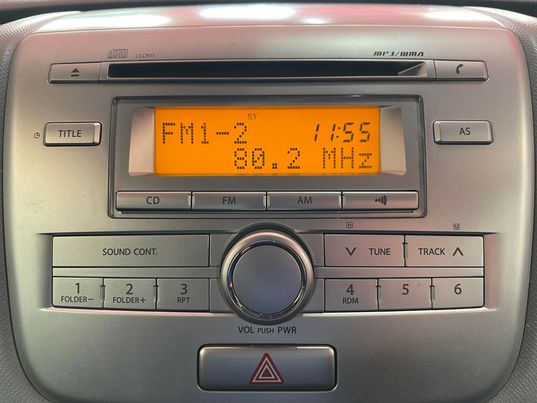 CLOHT
MP3/WMA
TITLE
AS
ST
FM1-2 11:55
80.2 MHz
CD FM AM
SOUND CONT. TUNE TRACK
1 2 3 4 5 6
FOLDER- FOLDER+ RPT RDM
VOL PUSH PWR